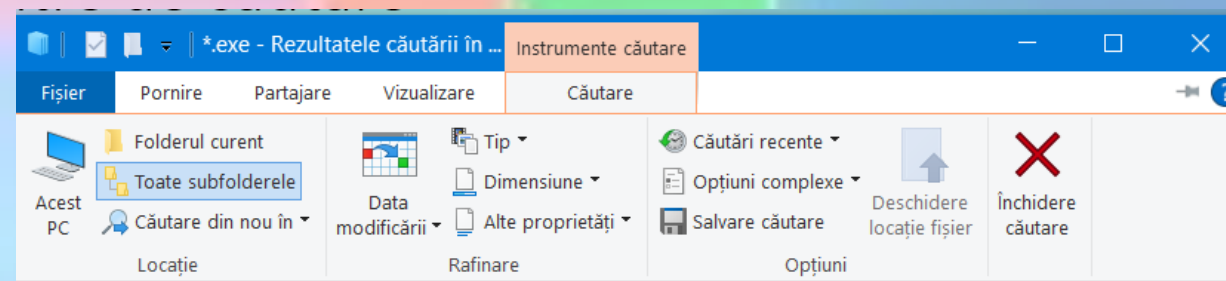 *.exe - Rezultatele căutării în ...
Instrumente căutare
Fișier Pornire Partajare Vizualizare Căutare
?
Acest PC
Folderul curent
Toate subfolderele
Căutare din nou în
Locație
Data modificării
Tip
Dimensiune
Alte proprietăți
Rafinare
Căutări recente
Opțiuni complexe
Salvare căutare
Deschidere locație fișier
Opțiuni
Închidere căutare